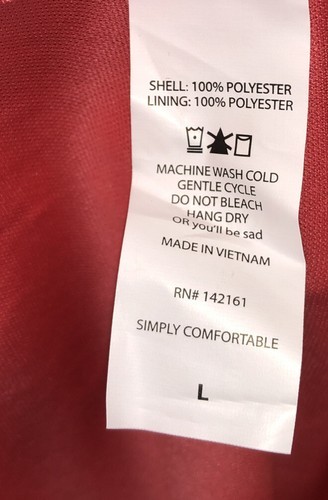 SHELL: 100% POLYESTER
LINING: 100% POLYESTER
MACHINE WASH COLD
GENTLE CYCLE
DO NOT BLEACH
HANG DRY
OR you'll be sad
MADE IN VIETNAM
RN# 142161
SIMPLY COMFORTABLE
L